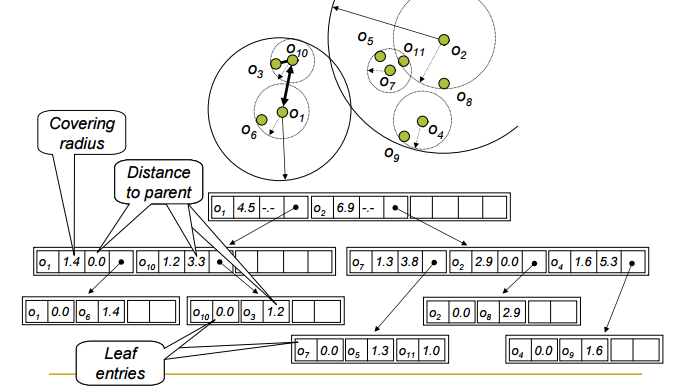 o10
o3
o1
o6
o5
o11
o2
o7
o8
o4
o9
Covering
radius
Distance
to parent
o1 4.5 -.- o2 6.9 -.-
o1 1.4 0.0 o10 1.2 3.3
o7 1.3 3.8 o2 2.9 0.0 o4 1.6 5.3
o1 0.0 o6 1.4
o10 0.0 o3 1.2
o2 0.0 o8 2.9
Leaf
entries
o7 0.0 o5 1.3 o11 1.0
o4 0.0 o9 1.6